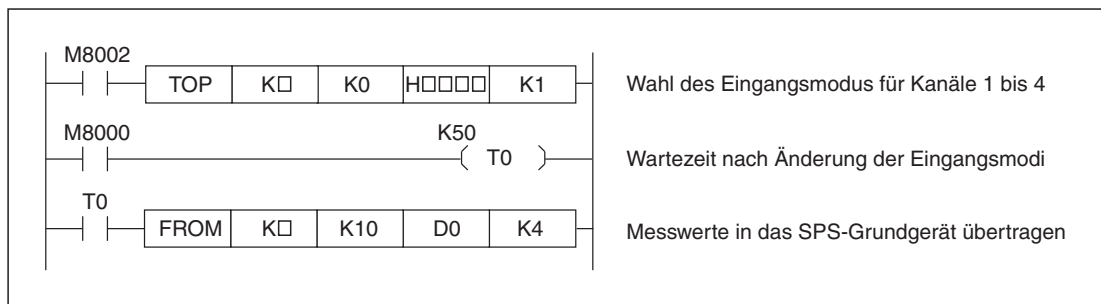 M8002
TOP K□ K0 H□□□□ K1 Wahl des Eingangsmodus für Kanäle 1 bis 4
M8000 K50
T0 Wartezeit nach Änderung der Eingangsmodi
T0
FROM K□ K10 D0 K4 Messwerte in das SPS-Grundgerät übertragen